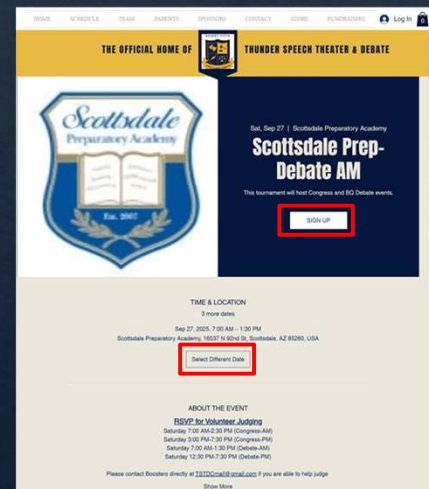 HOME SCHEDULE TEAM PARENTS SPONSORS CONTACT STORE FUNDRAISERS Log In 0
THE OFFICIAL HOME OF THUNDER SPEECH THEATER & DEBATE
Scottsdale
Preparatory Academy
Est. 2007
Sat, Sep 27 | Scottsdale Preparatory Academy
Scottsdale Prep-
Debate AM
This tournament will host Congress and BQ Debate events.
SIGN UP
TIME & LOCATION
3 more dates
Sep 27, 2025, 7:00 AM – 1:30 PM
Scottsdale Preparatory Academy, 16537 N 92nd St, Scottsdale, AZ 85260, USA
Select Different Date
ABOUT THE EVENT
RSVP for Volunteer Judging
Saturday 7:00 AM-2:30 PM (Congress-AM)
Saturday 3:00 PM-7:30 PM (Congress-PM)
Saturday 7:00 AM-1:30 PM (Debate-AM)
Saturday 12:30 PM-7:30 PM (Debate-PM)
Please contact Boosters directly at TSTDCmail@gmail.com if you are able to help judge
Show More